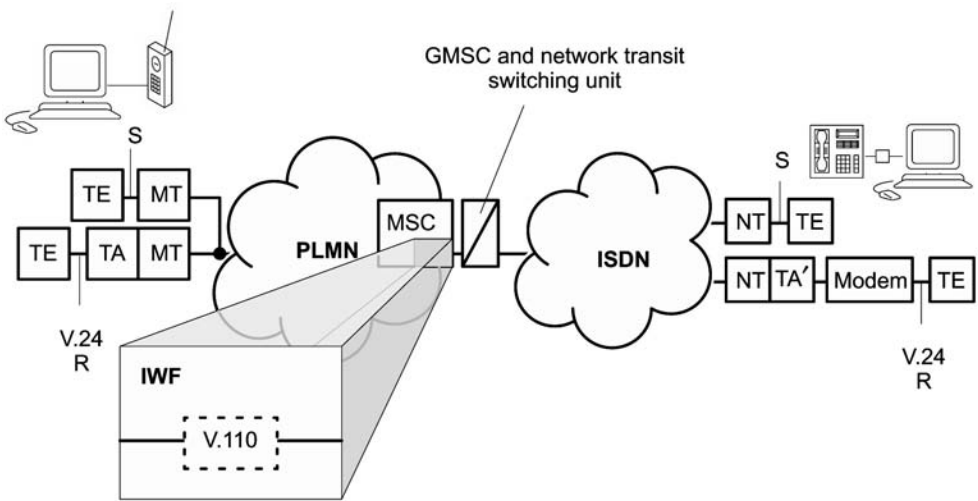 GMSC and network transit
switching unit
S
S
TE
MT
MSC
NT
TE
TE
TA
MT
PLMN
ISDN
NT
TA′
Modem
TE
V.24
R
V.24
R
IWF
V.110